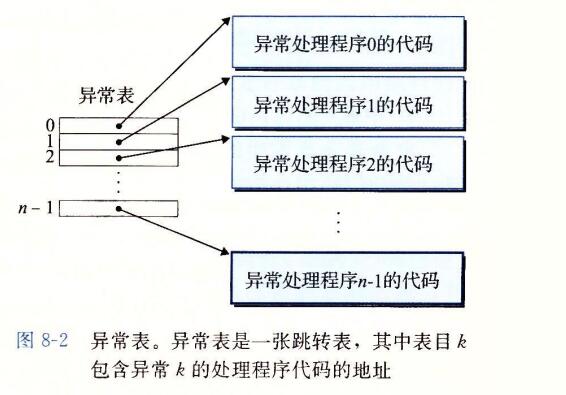 异常处理程序0的代码
异常表
异常处理程序1的代码
0
1
2
异常处理程序2的代码
n – 1
异常处理程序n-1的代码
图 8-2 异常表。异常表是一张跳转表，其中表目 k
包含异常 k 的处理程序代码的地址